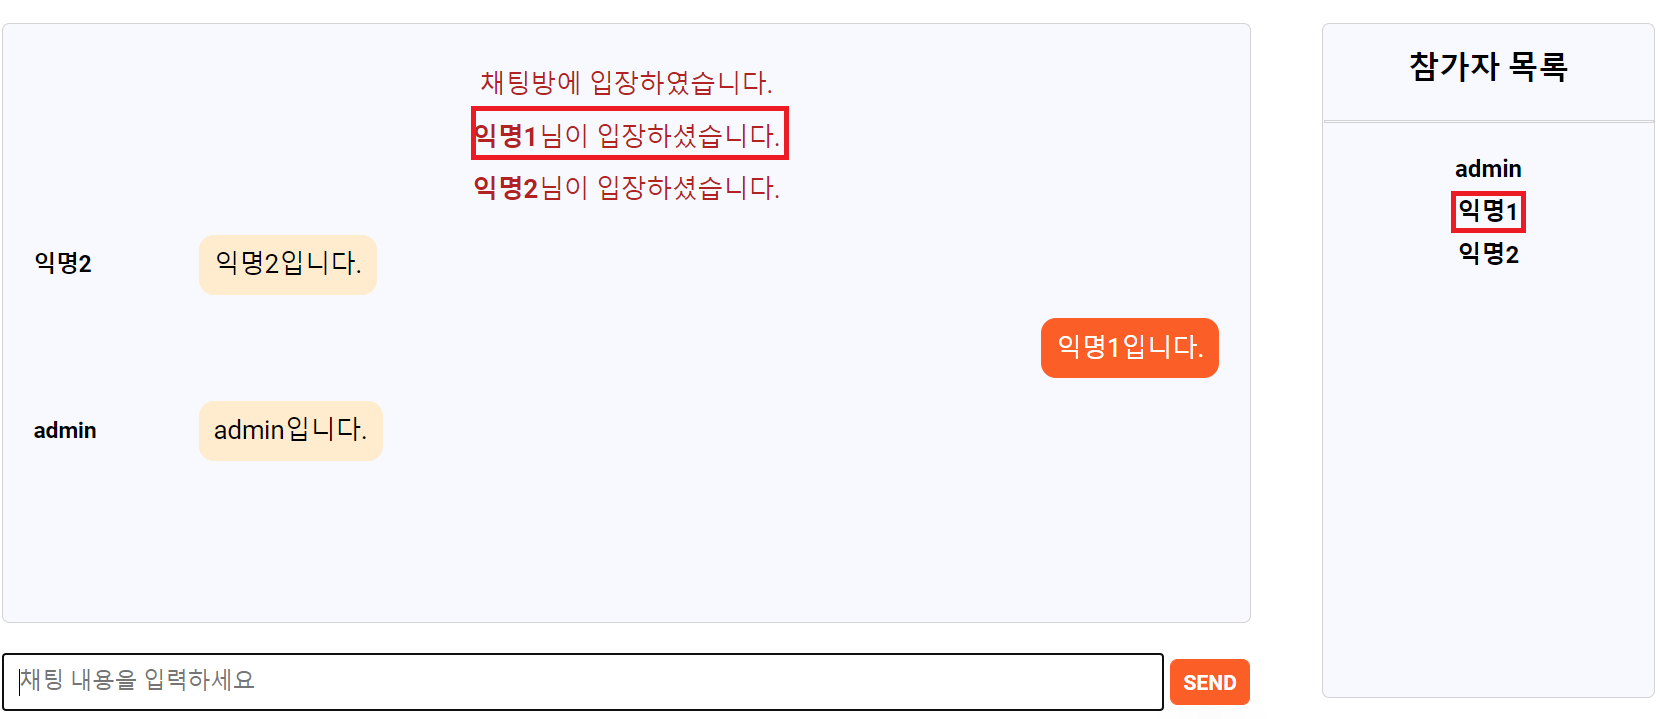 채팅방에 입장하였습니다.
익명1님이 입장하셨습니다.
익명2님이 입장하셨습니다.
익명2 익명2입니다.
익명1입니다.
admin admin입니다.
채팅 내용을 입력하세요
SEND
참가자 목록
admin
익명1
익명2